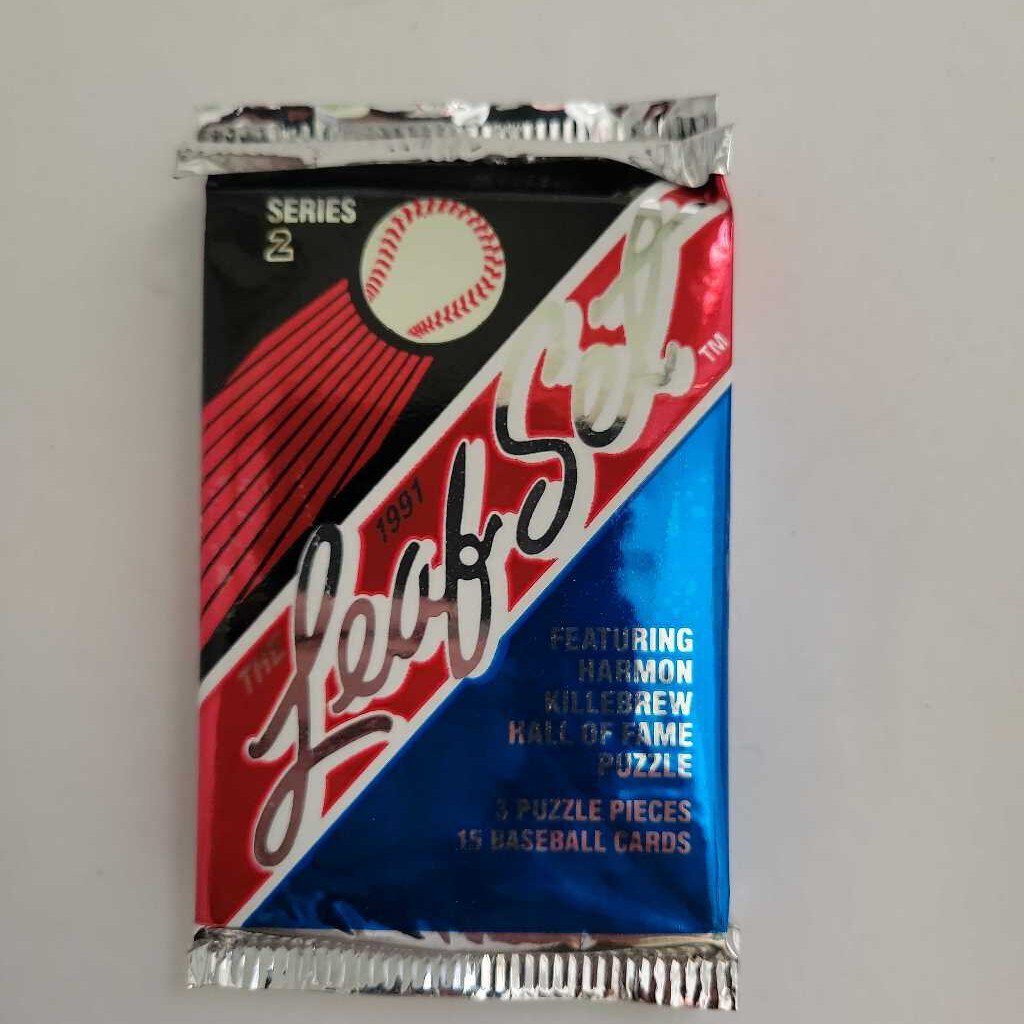 SERIES
2
THE
1991
Leaf Set
TM
FEATURING
HARMON
KILLEBREW
HALL OF FAME
PUZZLE
3 PUZZLE PIECES
15 BASEBALL CARDS